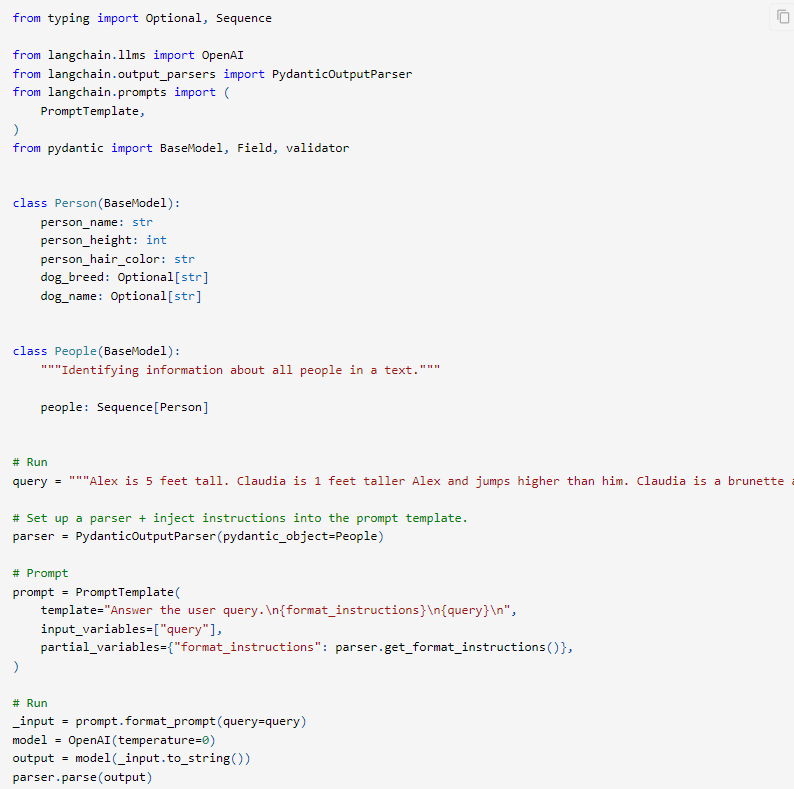 from typing import Optional, Sequence
from langchain.llms import OpenAI
from langchain.output_parsers import PydanticOutputParser
from langchain.prompts import (
    PromptTemplate,
)
from pydantic import BaseModel, Field, validator
class Person(BaseModel):
    person_name: str
    person_height: int
    person_hair_color: str
    dog_breed: Optional[str]
    dog_name: Optional[str]
class People(BaseModel):
    """Identifying information about all people in a text."""
    people: Sequence[Person]
# Run
query = """Alex is 5 feet tall. Claudia is 1 feet taller Alex and jumps higher than him. Claudia is a brunette a
# Set up a parser + inject instructions into the prompt template.
parser = PydanticOutputParser(pydantic_object=People)
# Prompt
prompt = PromptTemplate(
    template="Answer the user query.\n{format_instructions}\n{query}\n",
    input_variables=["query"],
    partial_variables={"format_instructions": parser.get_format_instructions()},
)
# Run
_input = prompt.format_prompt(query=query)
model = OpenAI(temperature=0)
output = model(_input.to_string())
parser.parse(output)